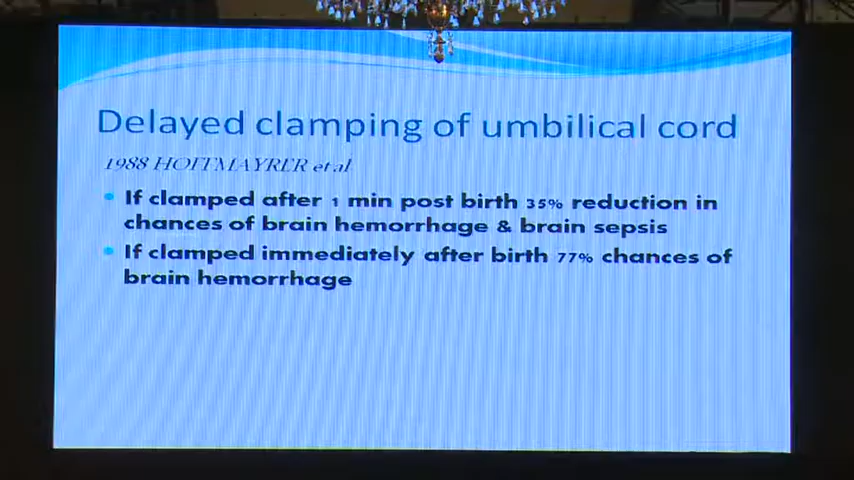 Delayed clamping of umbilical cord
1988 HOFFMAYRER et al
If clamped after 1 min post birth 35% reduction in
chances of brain hemorrhage & brain sepsis
If clamped immediately after birth 77% chances of
brain hemorrhage